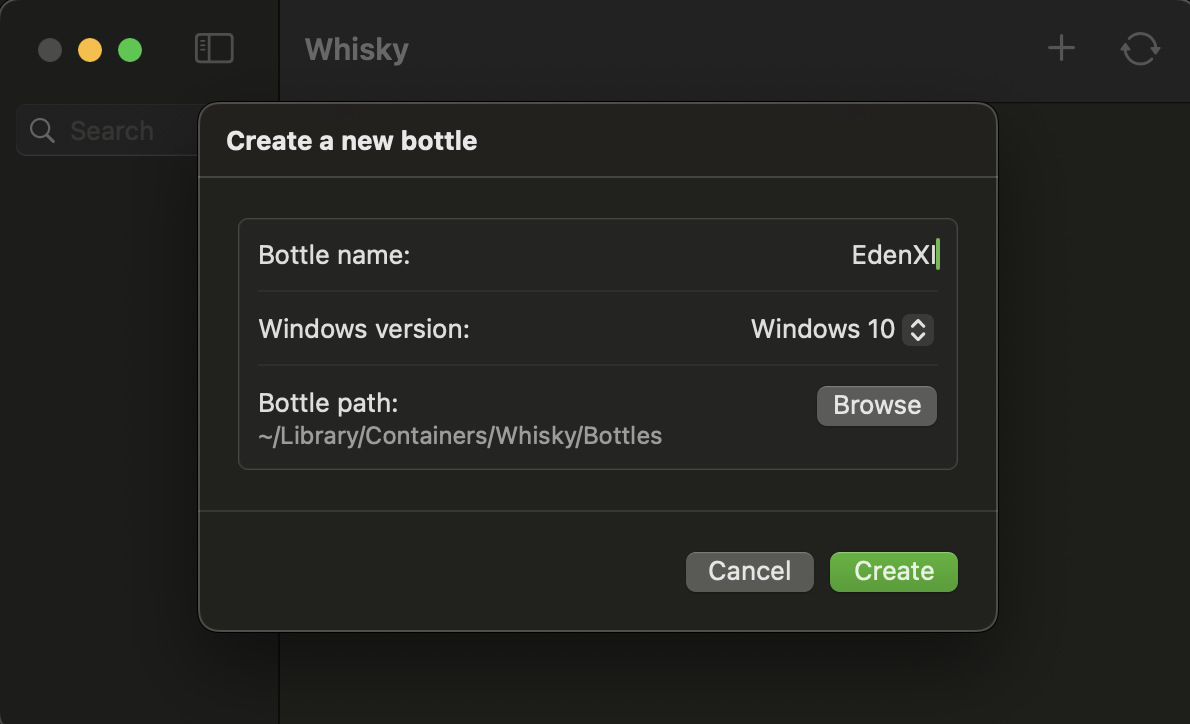 Whisky
Search
Create a new bottle
Bottle name: EdenXI
Windows version: Windows 10
Bottle path: Browse
~/Library/Containers/Whisky/Bottles
Cancel Create